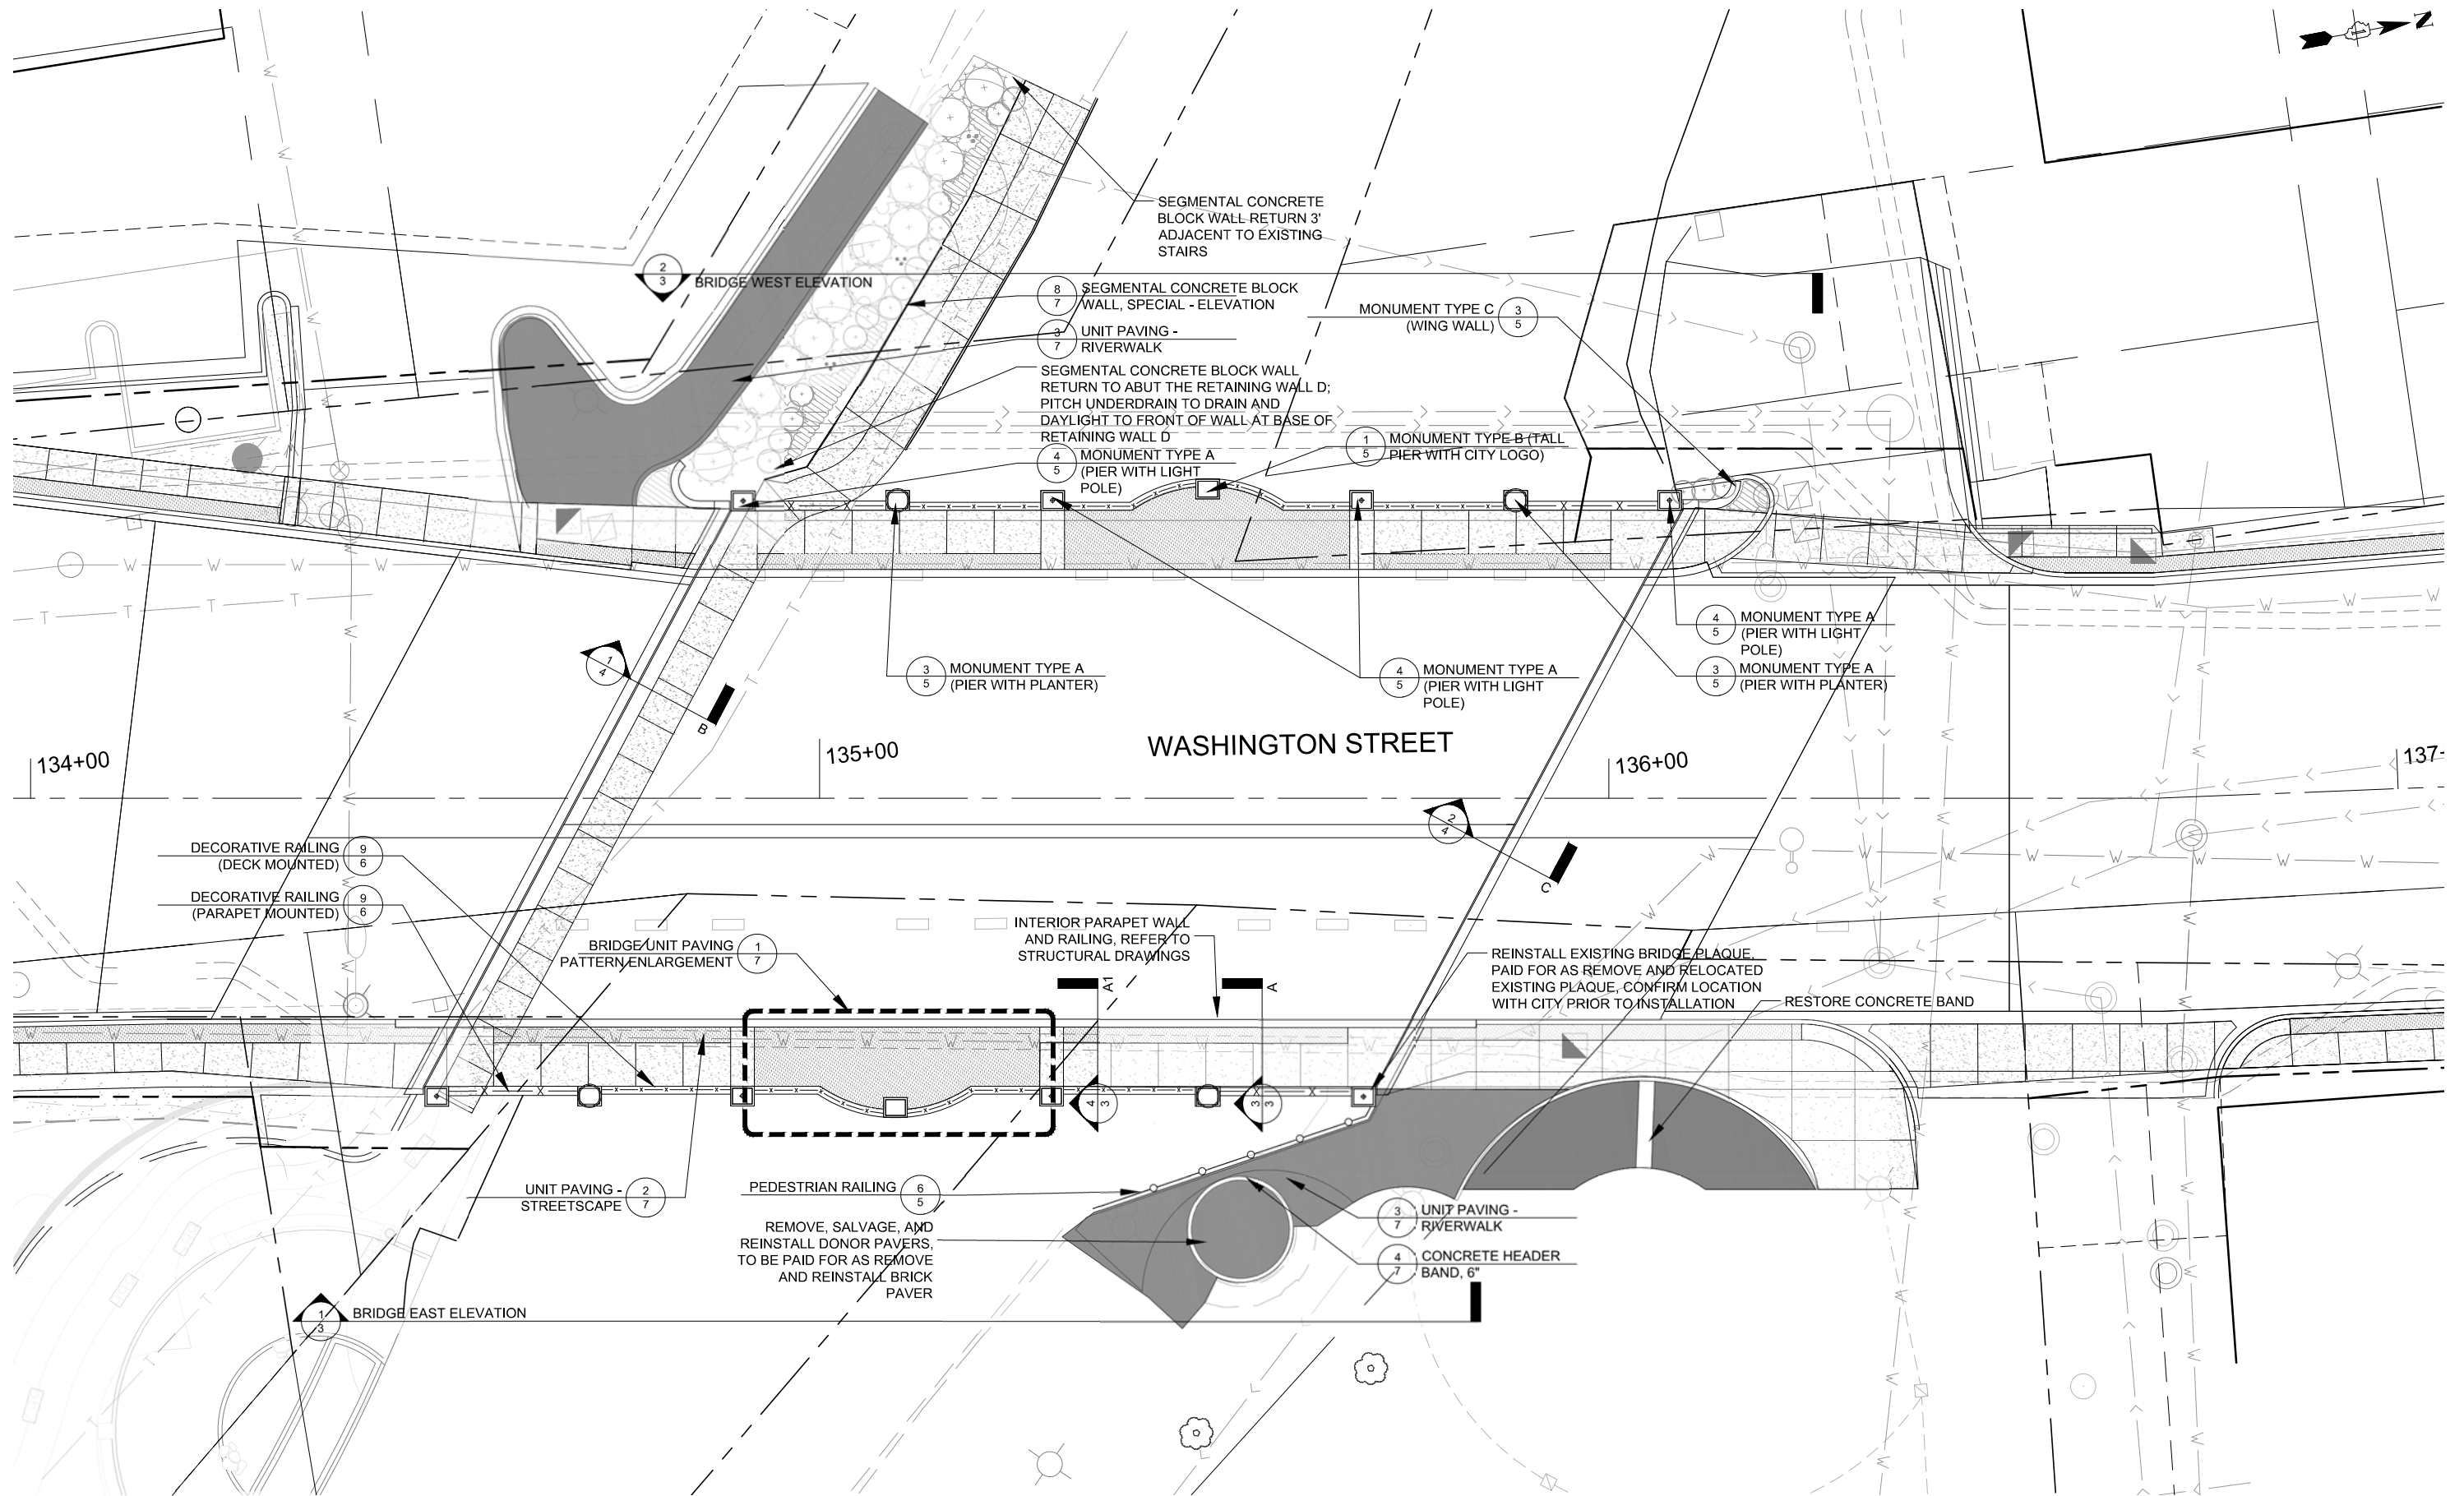 N
SEGMENTAL CONCRETE
BLOCK WALL RETURN 3'
ADJACENT TO EXISTING
STAIRS
2
3
BRIDGE WEST ELEVATION
8
7
SEGMENTAL CONCRETE BLOCK
WALL, SPECIAL - ELEVATION
3
7
UNIT PAVING -
RIVERWALK
MONUMENT TYPE C
(WING WALL)
3
5
SEGMENTAL CONCRETE BLOCK WALL
RETURN TO ABUT THE RETAINING WALL D;
PITCH UNDERDRAIN TO DRAIN AND
DAYLIGHT TO FRONT OF WALL AT BASE OF
RETAINING WALL D
4
5
MONUMENT TYPE A
(PIER WITH LIGHT
POLE)
1
5
MONUMENT TYPE B (TALL
PIER WITH CITY LOGO)
4
5
MONUMENT TYPE A
(PIER WITH LIGHT
POLE)
3
5
MONUMENT TYPE A
(PIER WITH PLANTER)
4
5
MONUMENT TYPE A
(PIER WITH LIGHT
POLE)
3
5
MONUMENT TYPE A
(PIER WITH PLANTER)
1
4
B
WASHINGTON STREET
134+00
135+00
136+00
137+
2
4
C
DECORATIVE RAILING
(DECK MOUNTED)
9
6
DECORATIVE RAILING
(PARAPET MOUNTED)
9
6
BRIDGE UNIT PAVING
PATTERN ENLARGEMENT
1
7
INTERIOR PARAPET WALL
AND RAILING, REFER TO
STRUCTURAL DRAWINGS
A1
A
REINSTALL EXISTING BRIDGE PLAQUE,
PAID FOR AS REMOVE AND RELOCATED
EXISTING PLAQUE, CONFIRM LOCATION
WITH CITY PRIOR TO INSTALLATION
RESTORE CONCRETE BAND
4
3
3
3
UNIT PAVING -
STREETSCAPE
2
7
PEDESTRIAN RAILING
6
5
REMOVE, SALVAGE, AND
REINSTALL DONOR PAVERS,
TO BE PAID FOR AS REMOVE
AND REINSTALL BRICK
PAVER
3
7
UNIT PAVING -
RIVERWALK
4
7
CONCRETE HEADER
BAND, 6"
1
3
BRIDGE EAST ELEVATION